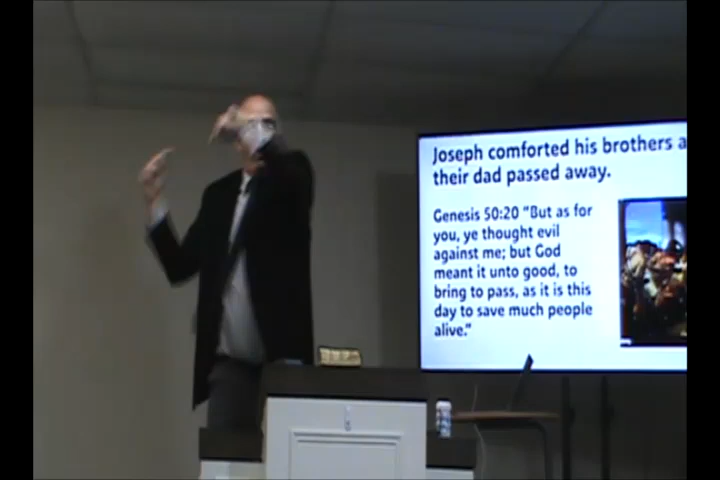 Joseph comforted his brothers a
their dad passed away.
Genesis 50:20 "But as for
you, ye thought evil
against me; but God
meant it unto good, to
bring to pass, as it is this
day to save much people
alive."